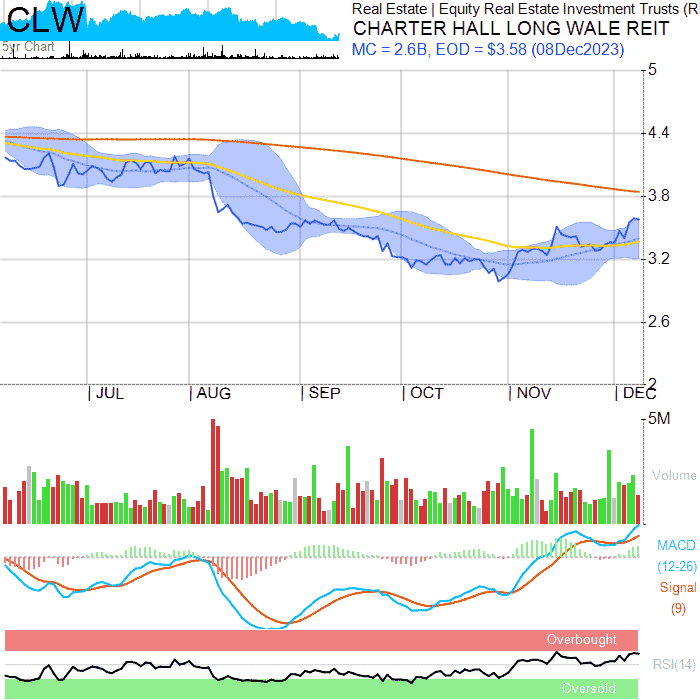 CLW
5yr Chart
Real Estate | Equity Real Estate Investment Trusts (R
CHARTER HALL LONG WALE REIT
MC = 2.6B, EOD = $3.58 (08Dec2023)
5
4.4
3.8
3.2
2.6
2
JUL
AUG
SEP
OCT
NOV
DEC
5M
Volume
MACD
(12-26)
Signal
(9)
Overbought
RSI(14)
Oversold